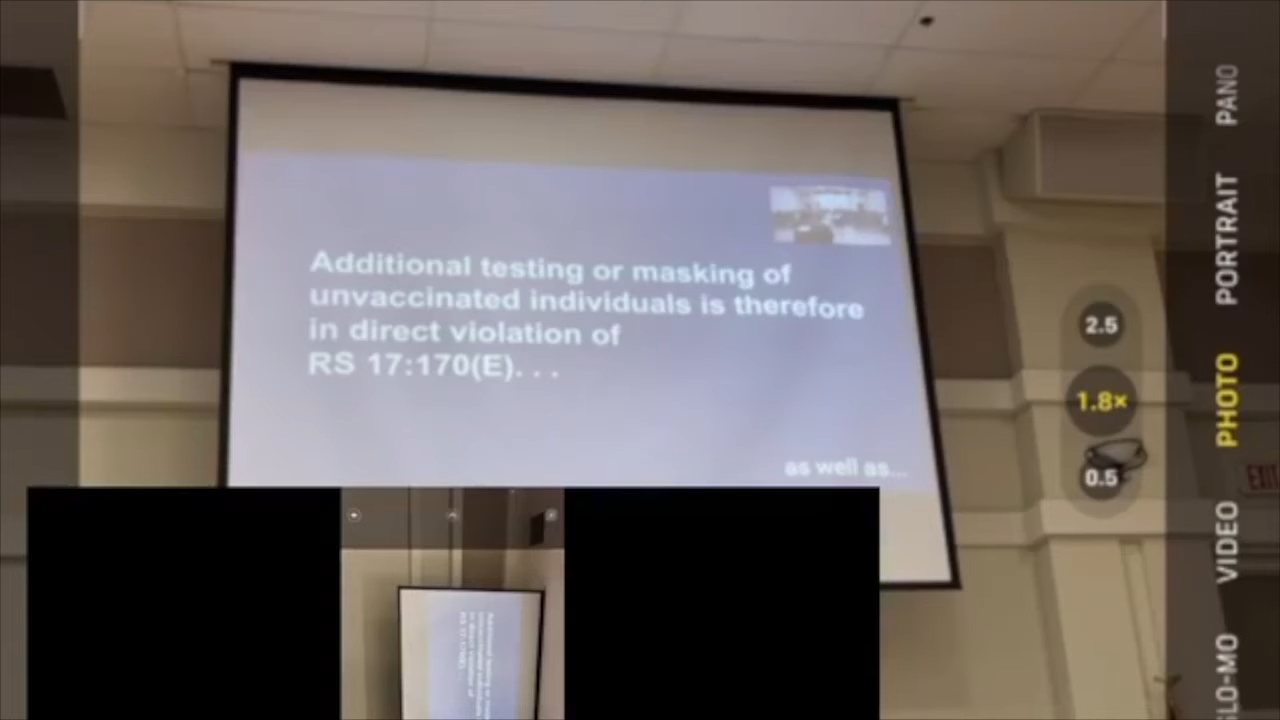 Additional testing or masking of
unvaccinated individuals is therefore
in direct violation of
RS 17:170(E). . .
as well as...
PANO
PORTRAIT
PHOTO
VIDEO
SLO-MO
2.5
1.8×
0.5
EXIT